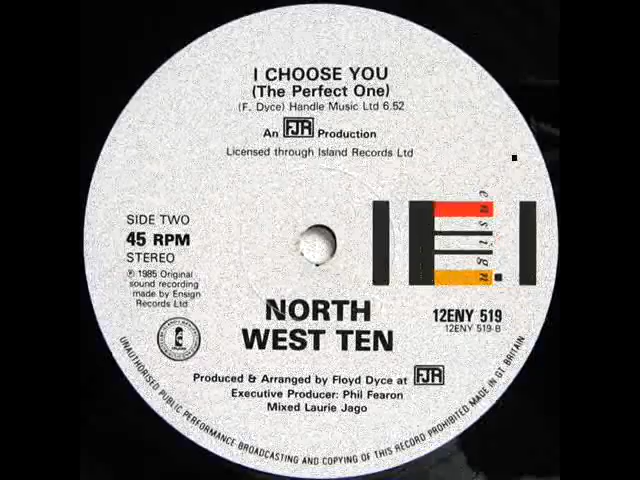 I CHOOSE YOU
(The Perfect One)
(F. Dyce) Handle Music Ltd 6.52
An FJR Production
Licensed through Island Records Ltd
ensign.
SIDE TWO
45 RPM
STEREO
℗ 1985 Original
sound recording
made by Ensign
Records Ltd
12ENY 519
12ENY 519-B
NORTH
WEST TEN
Produced & Arranged by Floyd Dyce at FJR
Executive Producer: Phil Fearon
Mixed Laurie Jago
UNAUTHORISED PUBLIC PERFORMANCE BROADCASTING AND COPYING OF THIS RECORD PROHIBITED MADE IN GT. BRITAIN